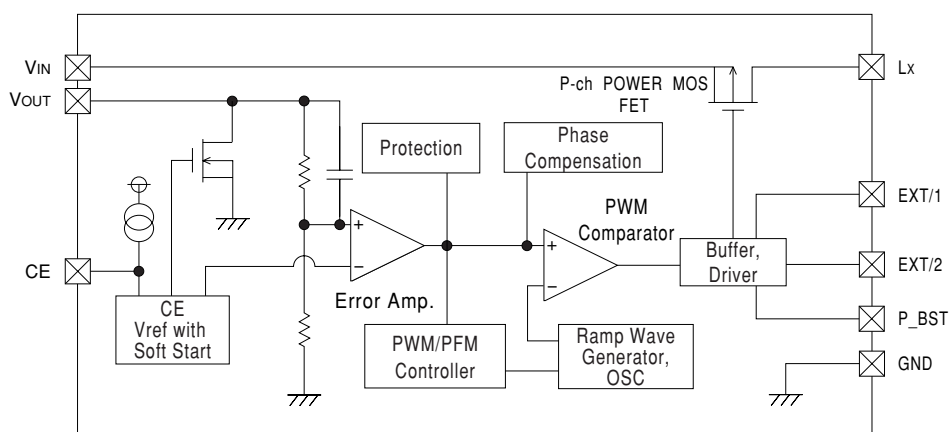 VIN
LX
P-ch POWER MOS
FET
VOUT
Protection
Phase
Compensation
EXT/1
+
PWM
Comparator
+
Buffer,
Driver
EXT/2
CE
−
−
Error Amp.
CE
Vref with
Soft Start
P_BST
PWM/PFM
Controller
Ramp Wave
Generator,
OSC
GND